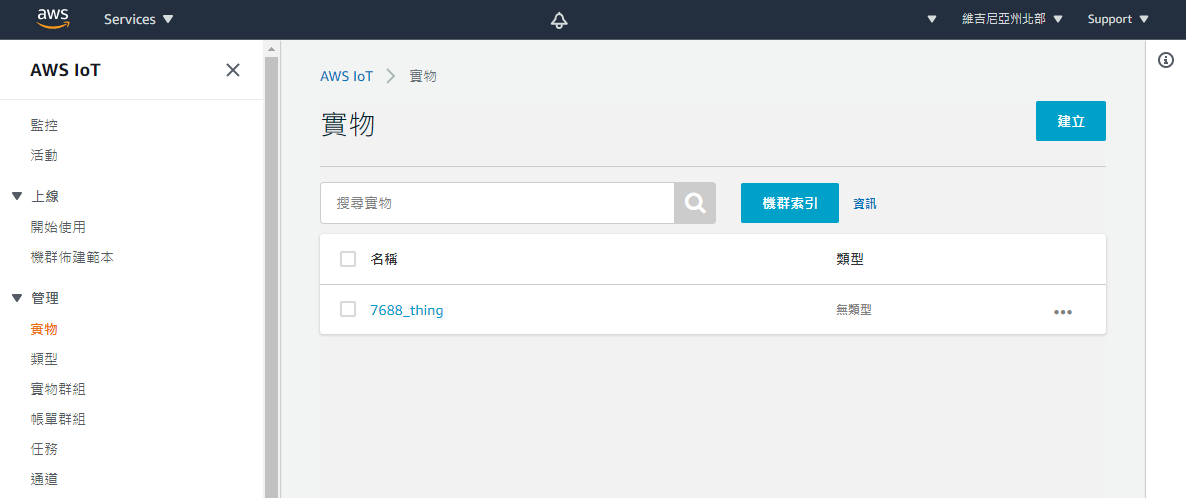 aws Services 維吉尼亞州北部 Support
AWS IoT
監控
活動
上線
開始使用
機群佈建範本
管理
實物
類型
實物群組
帳單群組
任務
通道
AWS IoT 實物
實物
建立
搜尋實物
機群索引 資訊
名稱 類型
7688_thing 無類型